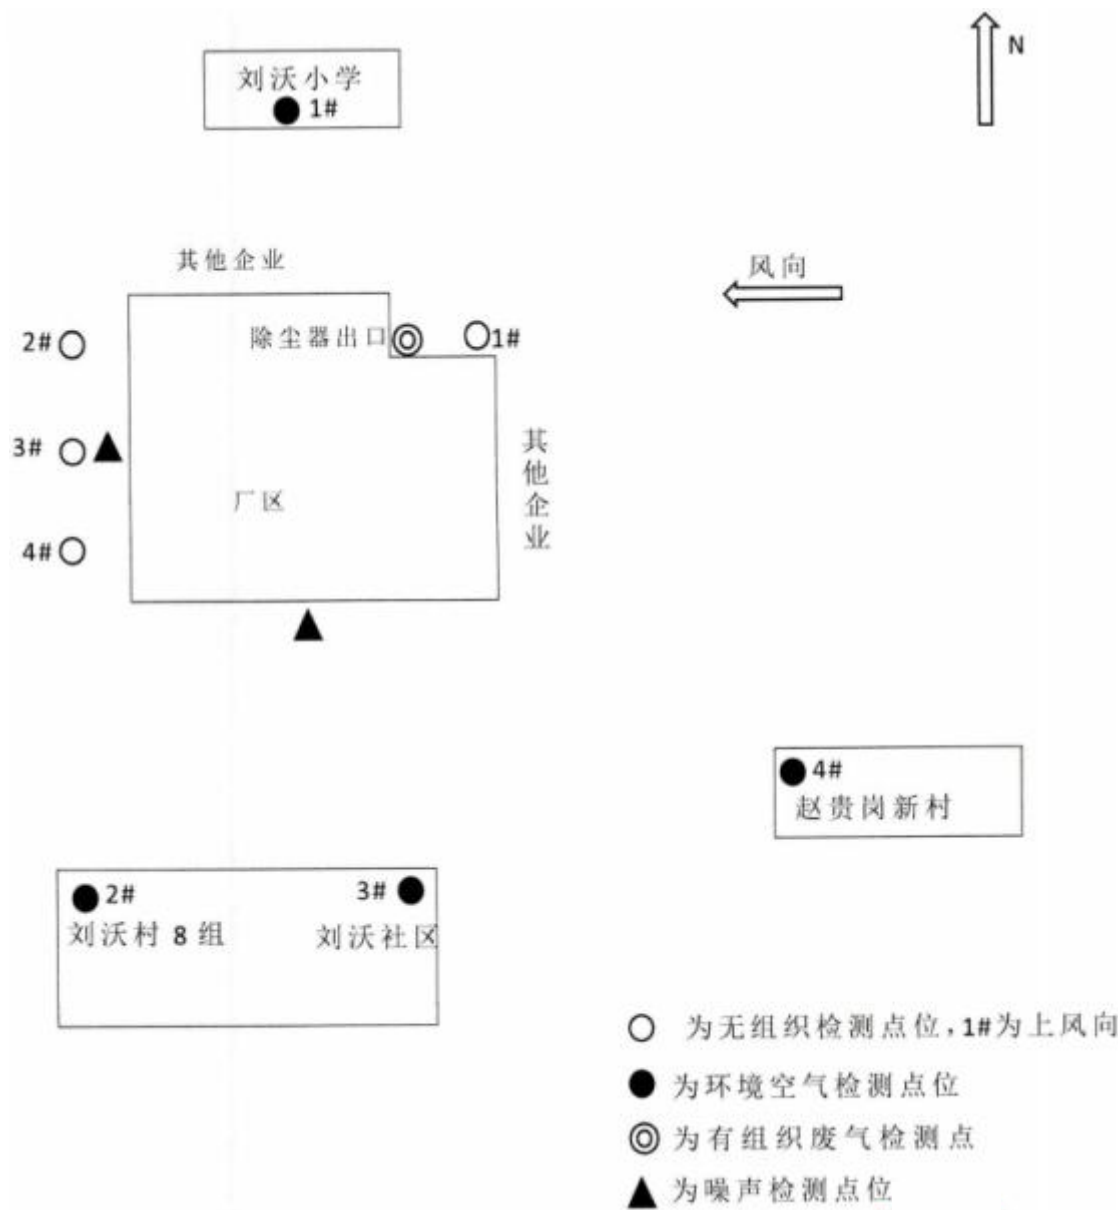 N
刘沃小学
1#
其他企业
风向
2#
除尘器出口
1#
3#
其他企业
厂区
4#
4#
赵贵岗新村
2#
3#
刘沃村 8 组
刘沃社区
为无组织检测点位，1#为上风向
为环境空气检测点位
为有组织废气检测点
为噪声检测点位